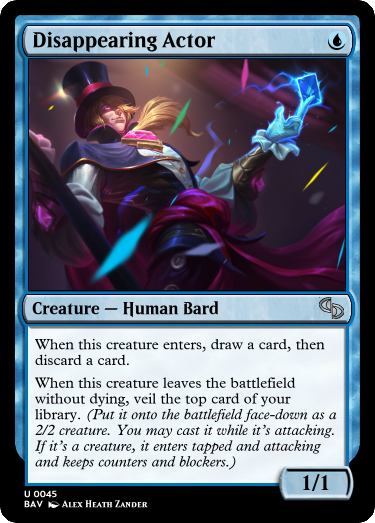 Disappearing Actor
Creature — Human Bard
When this creature enters, draw a card, then
discard a card.
When this creature leaves the battlefield
without dying, veil the top card of your
library. (Put it onto the battlefield face-down as a
2/2 creature. You may cast it while it's attacking.
If it's a creature, it enters tapped and attacking
and keeps counters and blockers.)
1/1
U 0045
BAV Alex Heath Zander